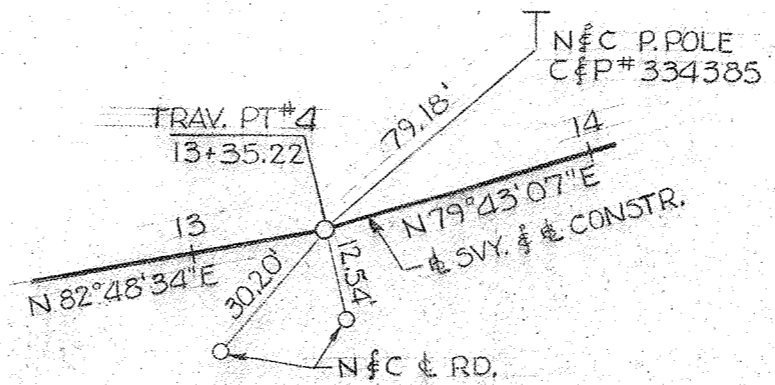 N & C P. POLE
C & P # 334385
79.18'
TRAV. PT #4
13+35.22
14
13
N 79°43'07"E
℄ SVY. & ℄ CONSTR.
N 82°48'34"E
30.20'
12.54'
N & C ℄ RD.